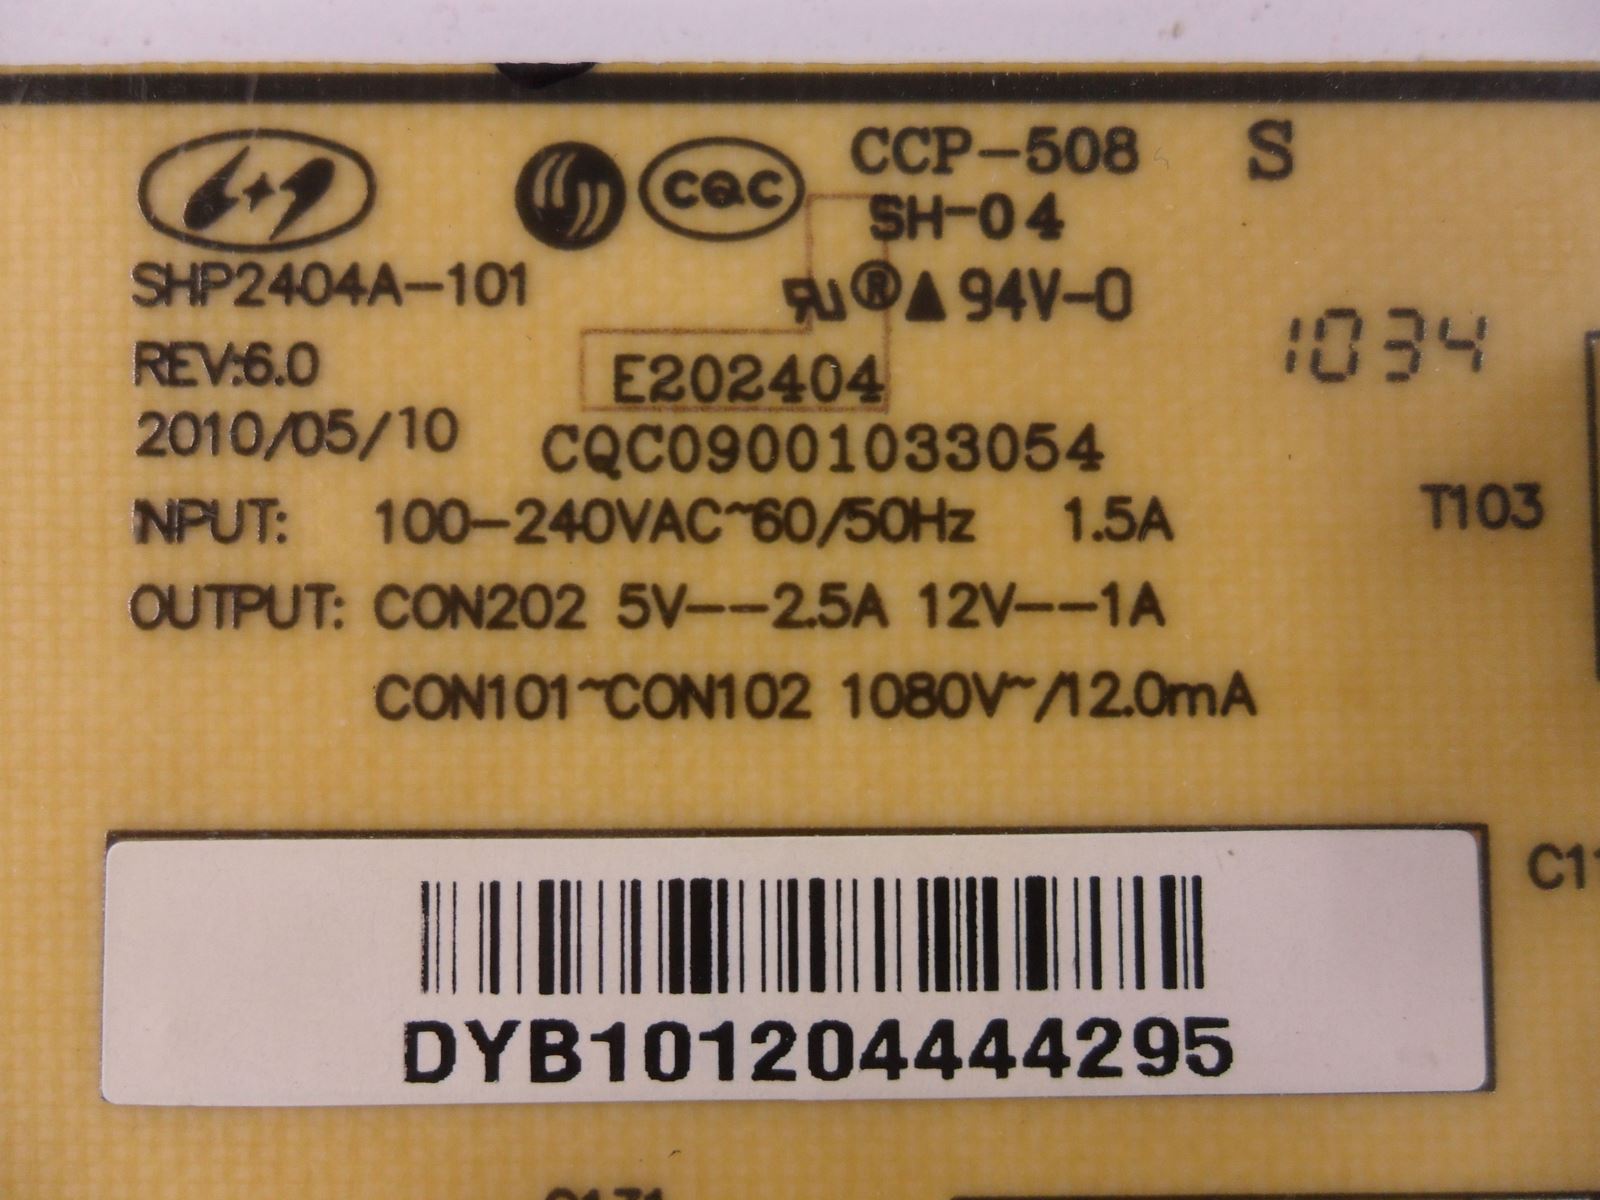 CCP-508 S
CQC
SH-04
SHP2404A-101
® 94V-0
1034
REV:6.0
E202404
2010/05/10
CQC09001033054
INPUT: 100-240VAC~60/50Hz 1.5A
T103
OUTPUT: CON202 5V--2.5A 12V--1A
CON101~CON102 1080V~/12.0mA
C11
DYB101204444295